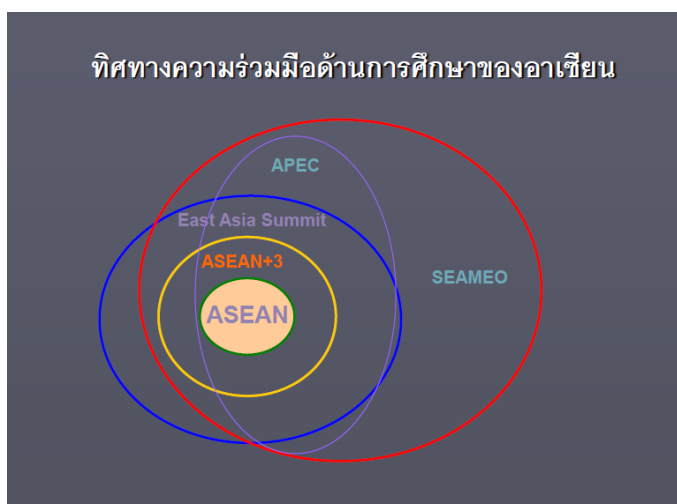 ทิศทางความร่วมมือด้านการศึกษาของอาเซียน
APEC
East Asia Summit
ASEAN+3
SEAMEO
ASEAN